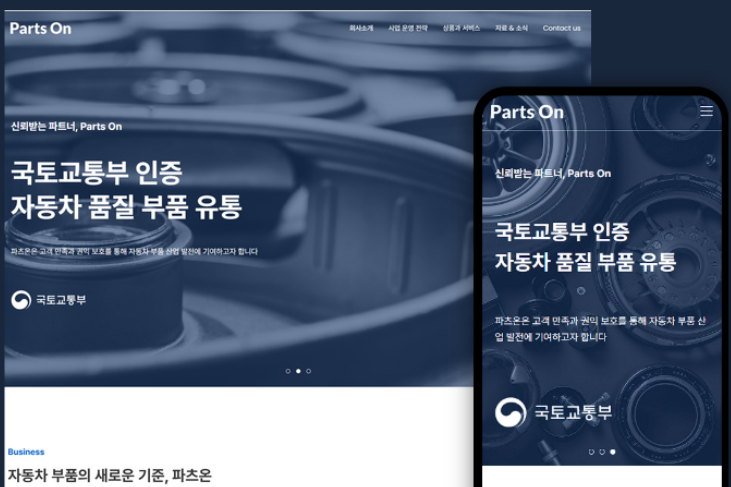 Parts On
회사소개 사업 운영 전략 상품과 서비스 자료 & 소식 Contact us
신뢰받는 파트너, Parts On
국토교통부 인증
자동차 품질 부품 유통
파츠온은 고객 만족과 권익 보호를 통해 자동차 부품 산업 발전에 기여하고자 합니다
국토교통부
Business
자동차 부품의 새로운 기준, 파츠온
Parts On
신뢰받는 파트너, Parts On
국토교통부 인증
자동차 품질 부품 유통
파츠온은 고객 만족과 권익 보호를 통해 자동차 부품 산
업 발전에 기여하고자 합니다
국토교통부